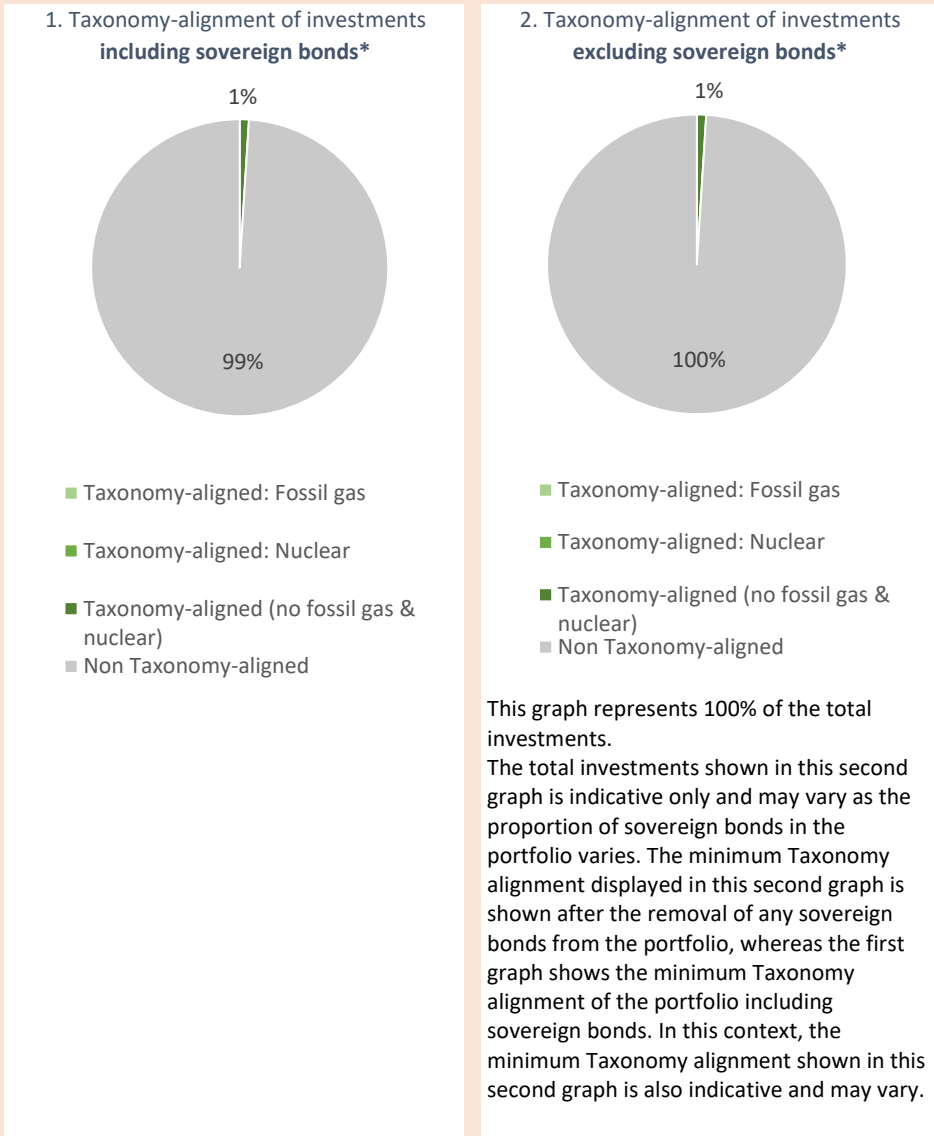 1. Taxonomy-alignment of investments
including sovereign bonds*
1%
99%
Taxonomy-aligned: Fossil gas
Taxonomy-aligned: Nuclear
Taxonomy-aligned (no fossil gas &
nuclear)
Non Taxonomy-aligned
2. Taxonomy-alignment of investments
excluding sovereign bonds*
1%
100%
Taxonomy-aligned: Fossil gas
Taxonomy-aligned: Nuclear
Taxonomy-aligned (no fossil gas &
nuclear)
Non Taxonomy-aligned
This graph represents 100% of the total
investments.
The total investments shown in this second
graph is indicative only and may vary as the
proportion of sovereign bonds in the
portfolio varies. The minimum Taxonomy
alignment displayed in this second graph is
shown after the removal of any sovereign
bonds from the portfolio, whereas the first
graph shows the minimum Taxonomy
alignment of the portfolio including
sovereign bonds. In this context, the
minimum Taxonomy alignment shown in this
second graph is also indicative and may vary.